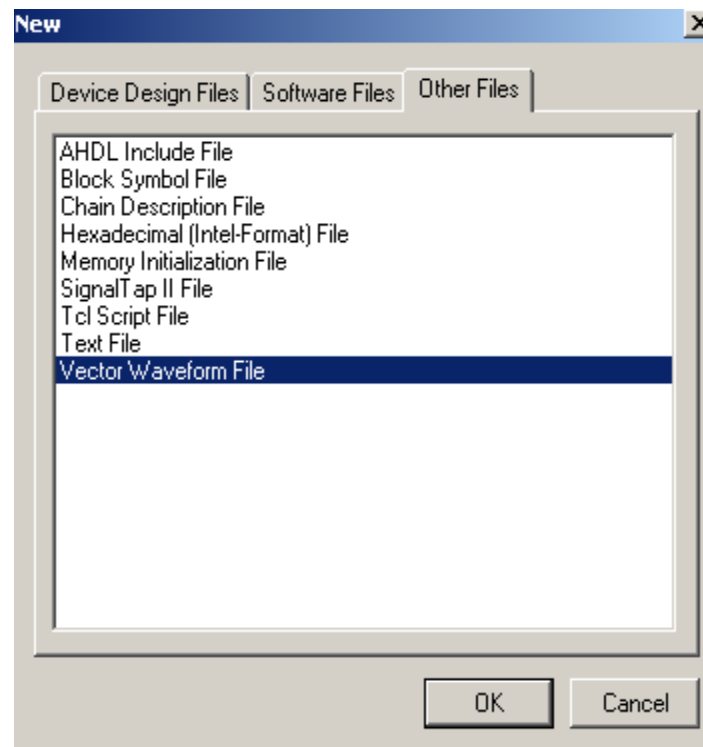 New
Device Design Files Software Files Other Files
AHDL Include File
Block Symbol File
Chain Description File
Hexadecimal (Intel-Format) File
Memory Initialization File
SignalTap II File
Tcl Script File
Text File
Vector Waveform File
OK Cancel